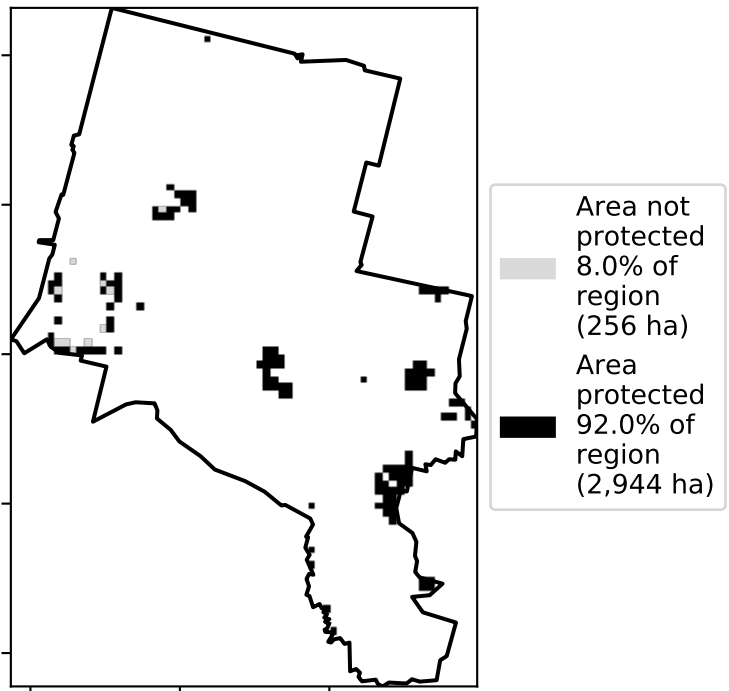 Area not
protected
8.0% of
region
(256 ha)
Area
protected
92.0% of
region
(2,944 ha)